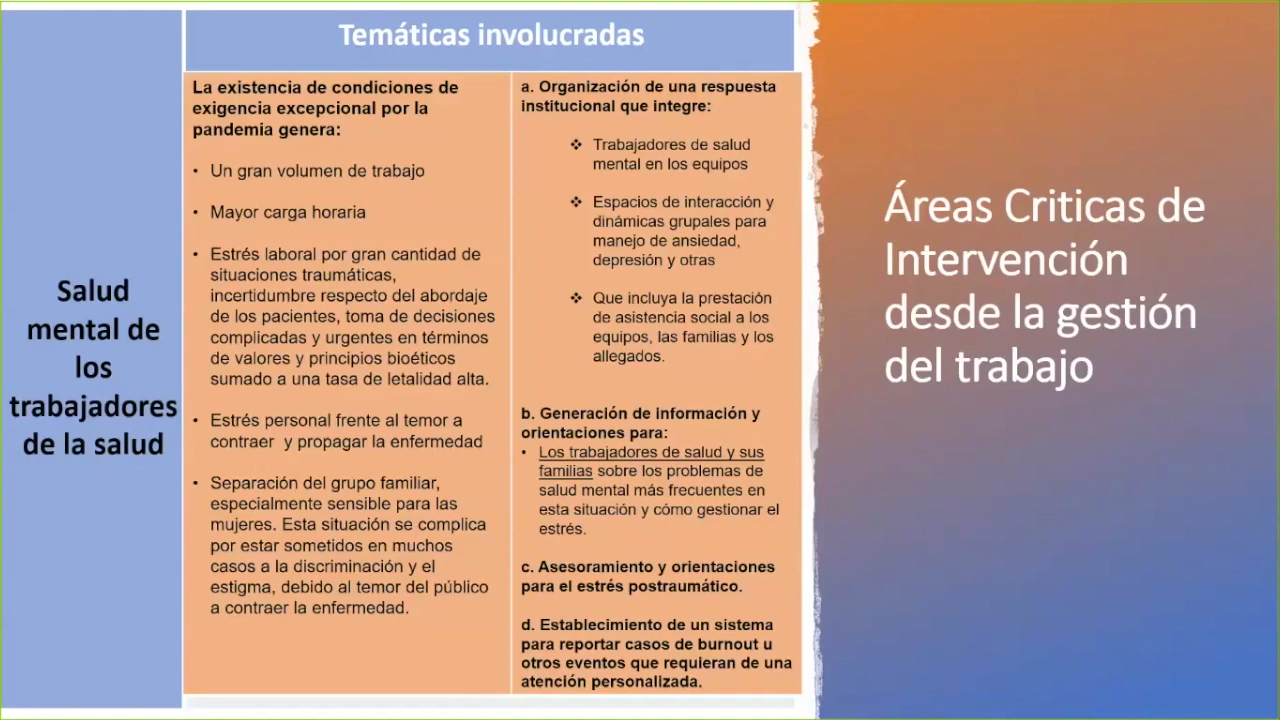 Temáticas involucradas
Salud
mental de
los
trabajadores
de la salud
La existencia de condiciones de
exigencia excepcional por la
pandemia genera:
• Un gran volumen de trabajo
• Mayor carga horaria
• Estrés laboral por gran cantidad de
situaciones traumáticas,
incertidumbre respecto del abordaje
de los pacientes, toma de decisiones
complicadas y urgentes en términos
de valores y principios bioéticos
sumado a una tasa de letalidad alta.
• Estrés personal frente al temor a
contraer y propagar la enfermedad
• Separación del grupo familiar,
especialmente sensible para las
mujeres. Esta situación se complica
por estar sometidos en muchos
casos a la discriminación y el
estigma, debido al temor del público
a contraer la enfermedad.
a. Organización de una respuesta
institucional que integre:
❖ Trabajadores de salud
mental en los equipos
❖ Espacios de interacción y
dinámicas grupales para
manejo de ansiedad,
depresión y otras
❖ Que incluya la prestación
de asistencia social a los
equipos, las familias y los
allegados.
b. Generación de información y
orientaciones para:
• Los trabajadores de salud y sus
familias sobre los problemas de
salud mental más frecuentes en
esta situación y cómo gestionar el
estrés.
c. Asesoramiento y orientaciones
para el estrés postraumático.
d. Establecimiento de un sistema
para reportar casos de burnout u
otros eventos que requieran de una
atención personalizada.
Áreas Criticas de
Intervención
desde la gestión
del trabajo